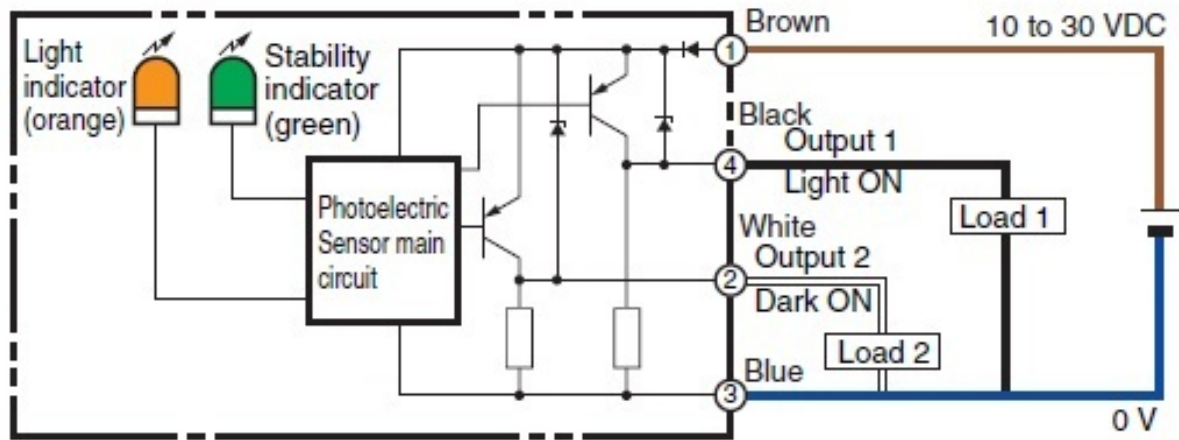 Brown
10 to 30 VDC
Light
indicator
(orange)
Stability
indicator
(green)
1
Black
Output 1
4
Light ON
Load 1
Photoelectric
Sensor main
circuit
White
Output 2
2
Dark ON
Load 2
Blue
3
0 V